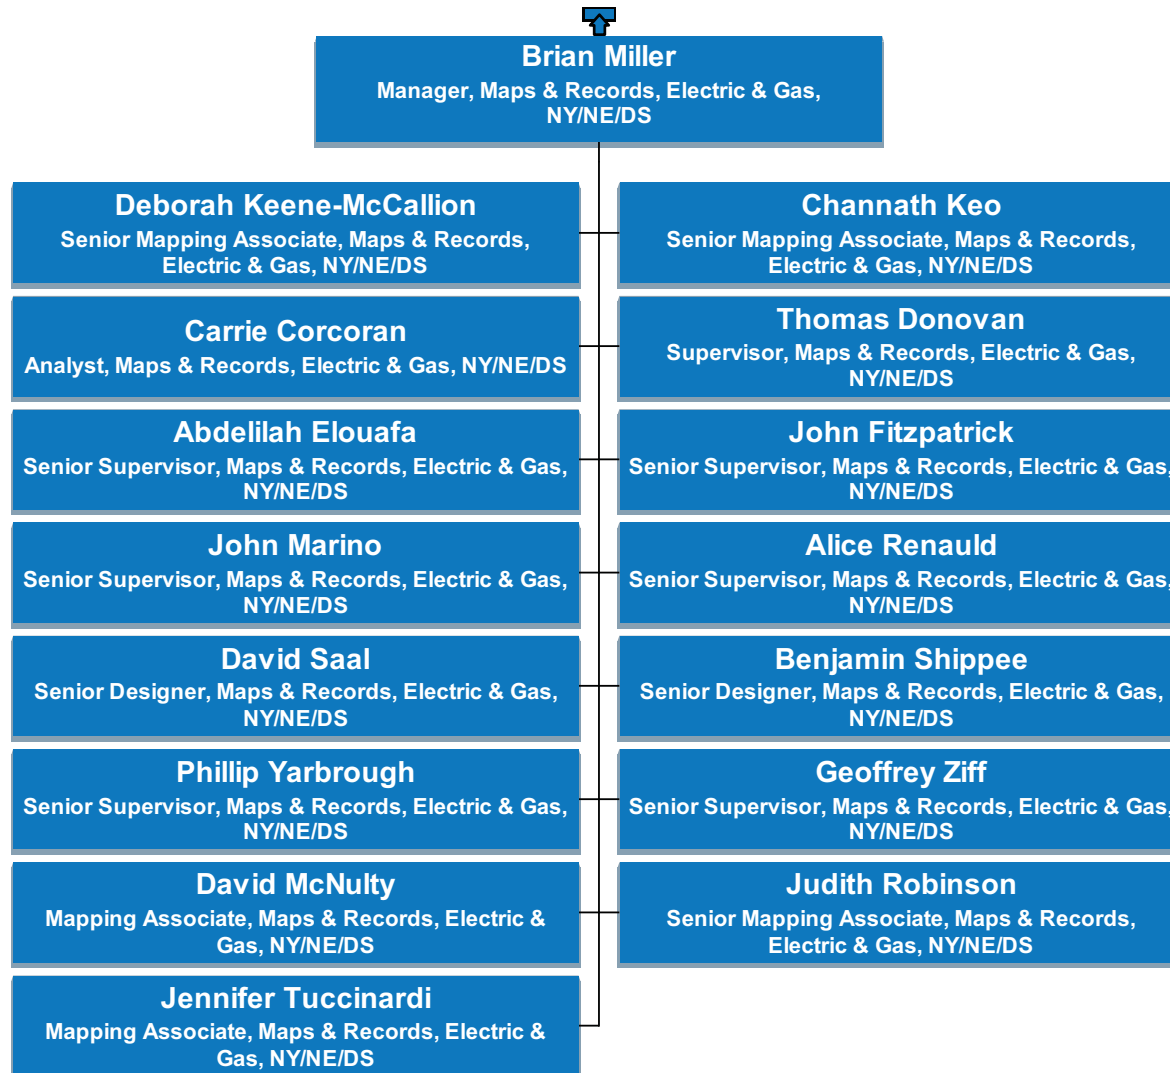 Brian Miller
Manager, Maps & Records, Electric & Gas,
NY/NE/DS
Deborah Keene-McCallion
Senior Mapping Associate, Maps & Records,
Electric & Gas, NY/NE/DS
Channath Keo
Senior Mapping Associate, Maps & Records,
Electric & Gas, NY/NE/DS
Carrie Corcoran
Analyst, Maps & Records, Electric & Gas, NY/NE/DS
Thomas Donovan
Supervisor, Maps & Records, Electric & Gas,
NY/NE/DS
Abdelilah Elouafa
Senior Supervisor, Maps & Records, Electric & Gas,
NY/NE/DS
John Fitzpatrick
Senior Supervisor, Maps & Records, Electric & Gas,
NY/NE/DS
John Marino
Senior Supervisor, Maps & Records, Electric & Gas,
NY/NE/DS
Alice Renauld
Senior Supervisor, Maps & Records, Electric & Gas,
NY/NE/DS
David Saal
Senior Designer, Maps & Records, Electric & Gas,
NY/NE/DS
Benjamin Shippee
Senior Designer, Maps & Records, Electric & Gas,
NY/NE/DS
Phillip Yarbrough
Senior Supervisor, Maps & Records, Electric & Gas,
NY/NE/DS
Geoffrey Ziff
Senior Supervisor, Maps & Records, Electric & Gas,
NY/NE/DS
David McNulty
Mapping Associate, Maps & Records, Electric &
Gas, NY/NE/DS
Judith Robinson
Senior Mapping Associate, Maps & Records,
Electric & Gas, NY/NE/DS
Jennifer Tuccinardi
Mapping Associate, Maps & Records, Electric &
Gas, NY/NE/DS